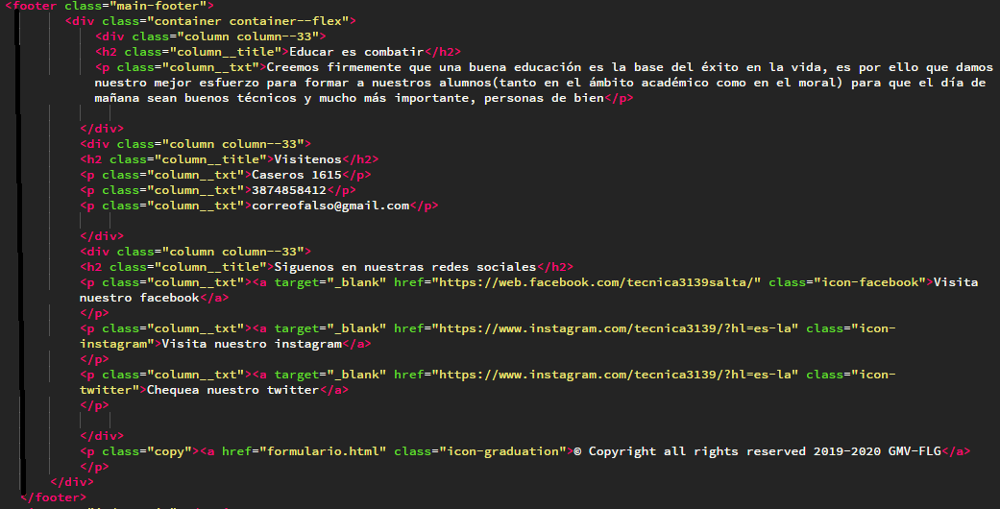 <footer class="main-footer">
<div class="container container--flex">
<div class="column column--33">
<h2 class="column__title">Educar es combatir</h2>
<p class="column__txt">Creemos firmemente que una buena educación es la base del éxito en la vida, es por ello que damos
nuestro mejor esfuerzo para formar a nuestros alumnos(tanto en el ámbito académico como en el moral) para que el día de
mañana sean buenos técnicos y mucho más importante, personas de bien</p>
</div>
<div class="column column--33">
<h2 class="column__title">Visitenos</h2>
<p class="column__txt">Caseros 1615</p>
<p class="column__txt">3874858412</p>
<p class="column__txt">correofalso@gmail.com</p>
</div>
<div class="column column--33">
<h2 class="column__title">Siguenos en nuestras redes sociales</h2>
<p class="column__txt"><a target="_blank" href="https://web.facebook.com/tecnica3139salta/" class="icon-facebook">Visita
nuestro facebook</a>
</p>
<p class="column__txt"><a target="_blank" href="https://www.instagram.com/tecnica3139/?hl=es-la" class="icon-
instagram">Visita nuestro instagram</a>
</p>
<p class="column__txt"><a target="_blank" href="https://www.instagram.com/tecnica3139/?hl=es-la" class="icon-
twitter">Chequea nuestro twitter</a>
</p>
</div>
<p class="copy"><a href="formulario.html" class="icon-graduation">© Copyright all rights reserved 2019-2020 GMV-FLG</a>
</p>
</div>
</footer>